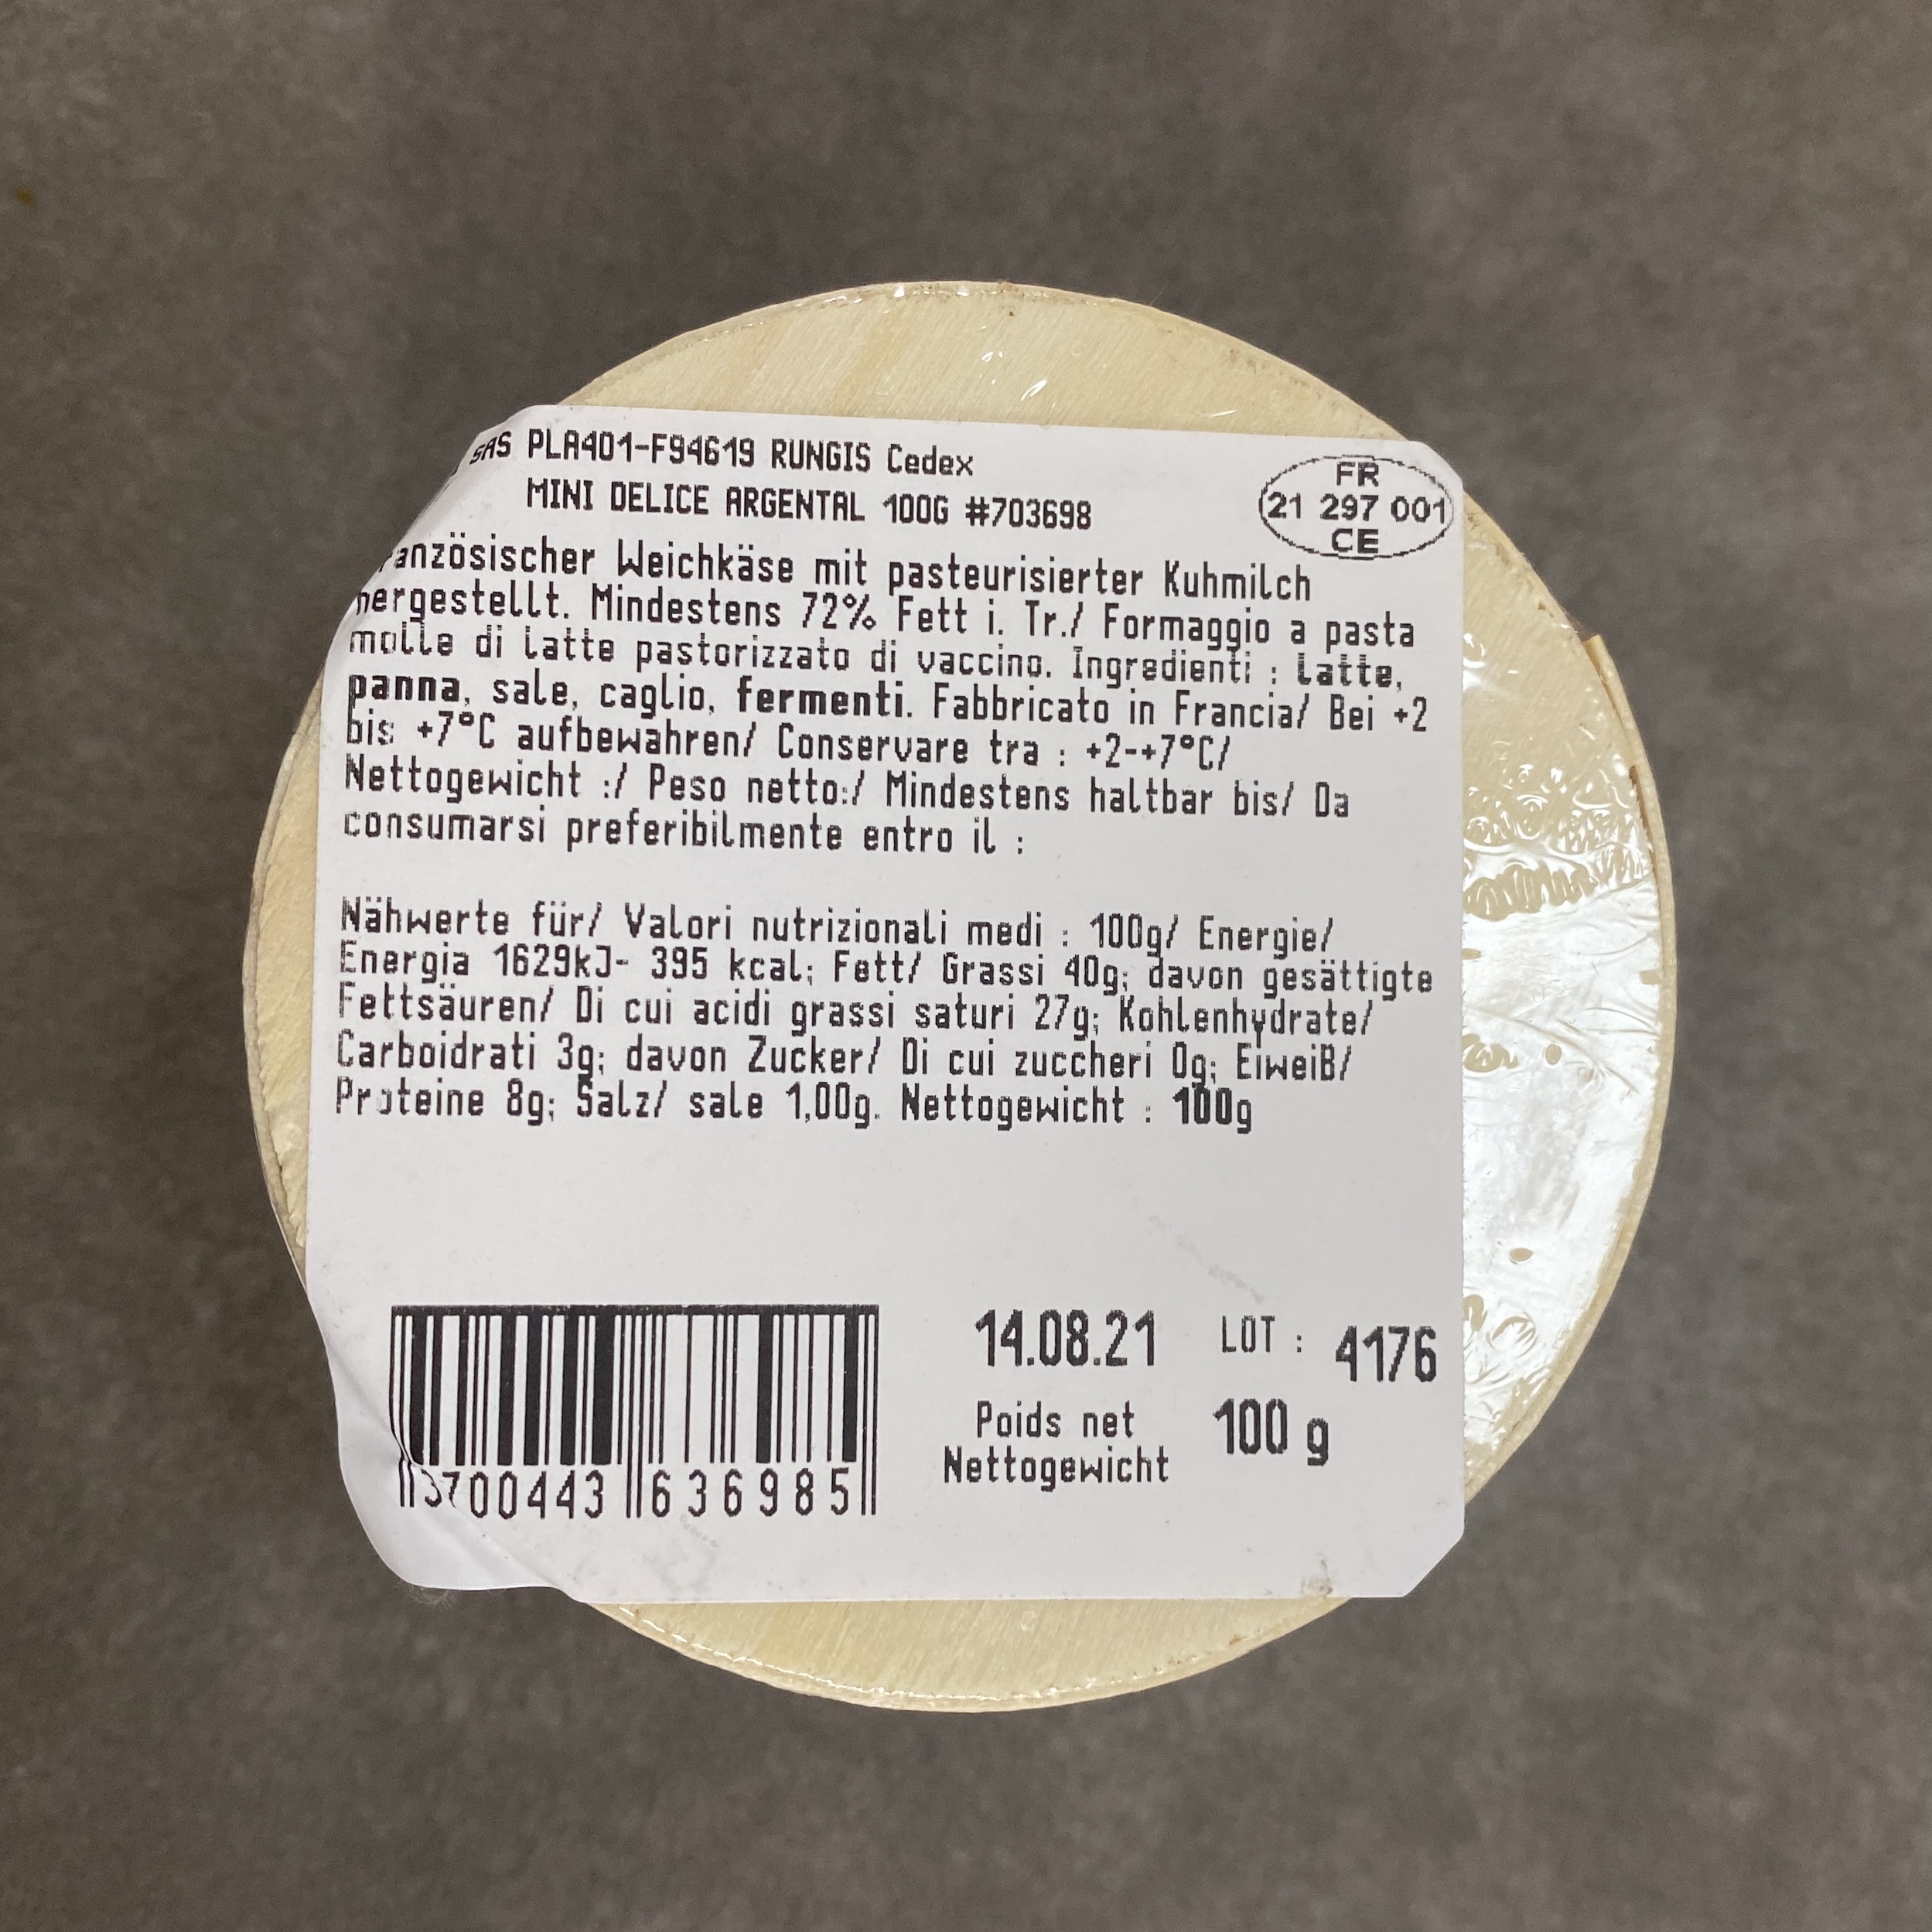 SAS PLA401-F94619 RUNGIS Cedex
MINI DELICE ARGENTAL 100G #703698
FR
21 297 001
CE
anzösischer Weichkäse mit pasteurisierter Kuhmilch
hergestellt. Mindestens 72% Fett i. Tr./ Formaggio a pasta
molle di latte pastorizzato di vaccino. Ingredienti : latte,
panna, sale, caglio, fermenti. Fabbricato in Francia/ Bei +2
bis +7°C aufbewahren/ Conservare tra : +2-+7°C/
Nettogewicht :/ Peso netto:/ Mindestens haltbar bis/ Da
consumarsi preferibilmente entro il :
Nähwerte für/ Valori nutrizionali medi : 100g/ Energie/
Energia 1629kJ- 395 kcal; Fett/ Grassi 40g; davon gesättigte
Fettsäuren/ Di cui acidi grassi saturi 27g; Kohlenhydrate/
Carboidrati 3g; davon Zucker/ Di cui zuccheri 0g; Eiweiß/
Proteine 8g; Salz/ sale 1,00g. Nettogewicht : 100g
14.08.21 LOT : 4176
Poids net
Nettogewicht 100 g
3700443 636985